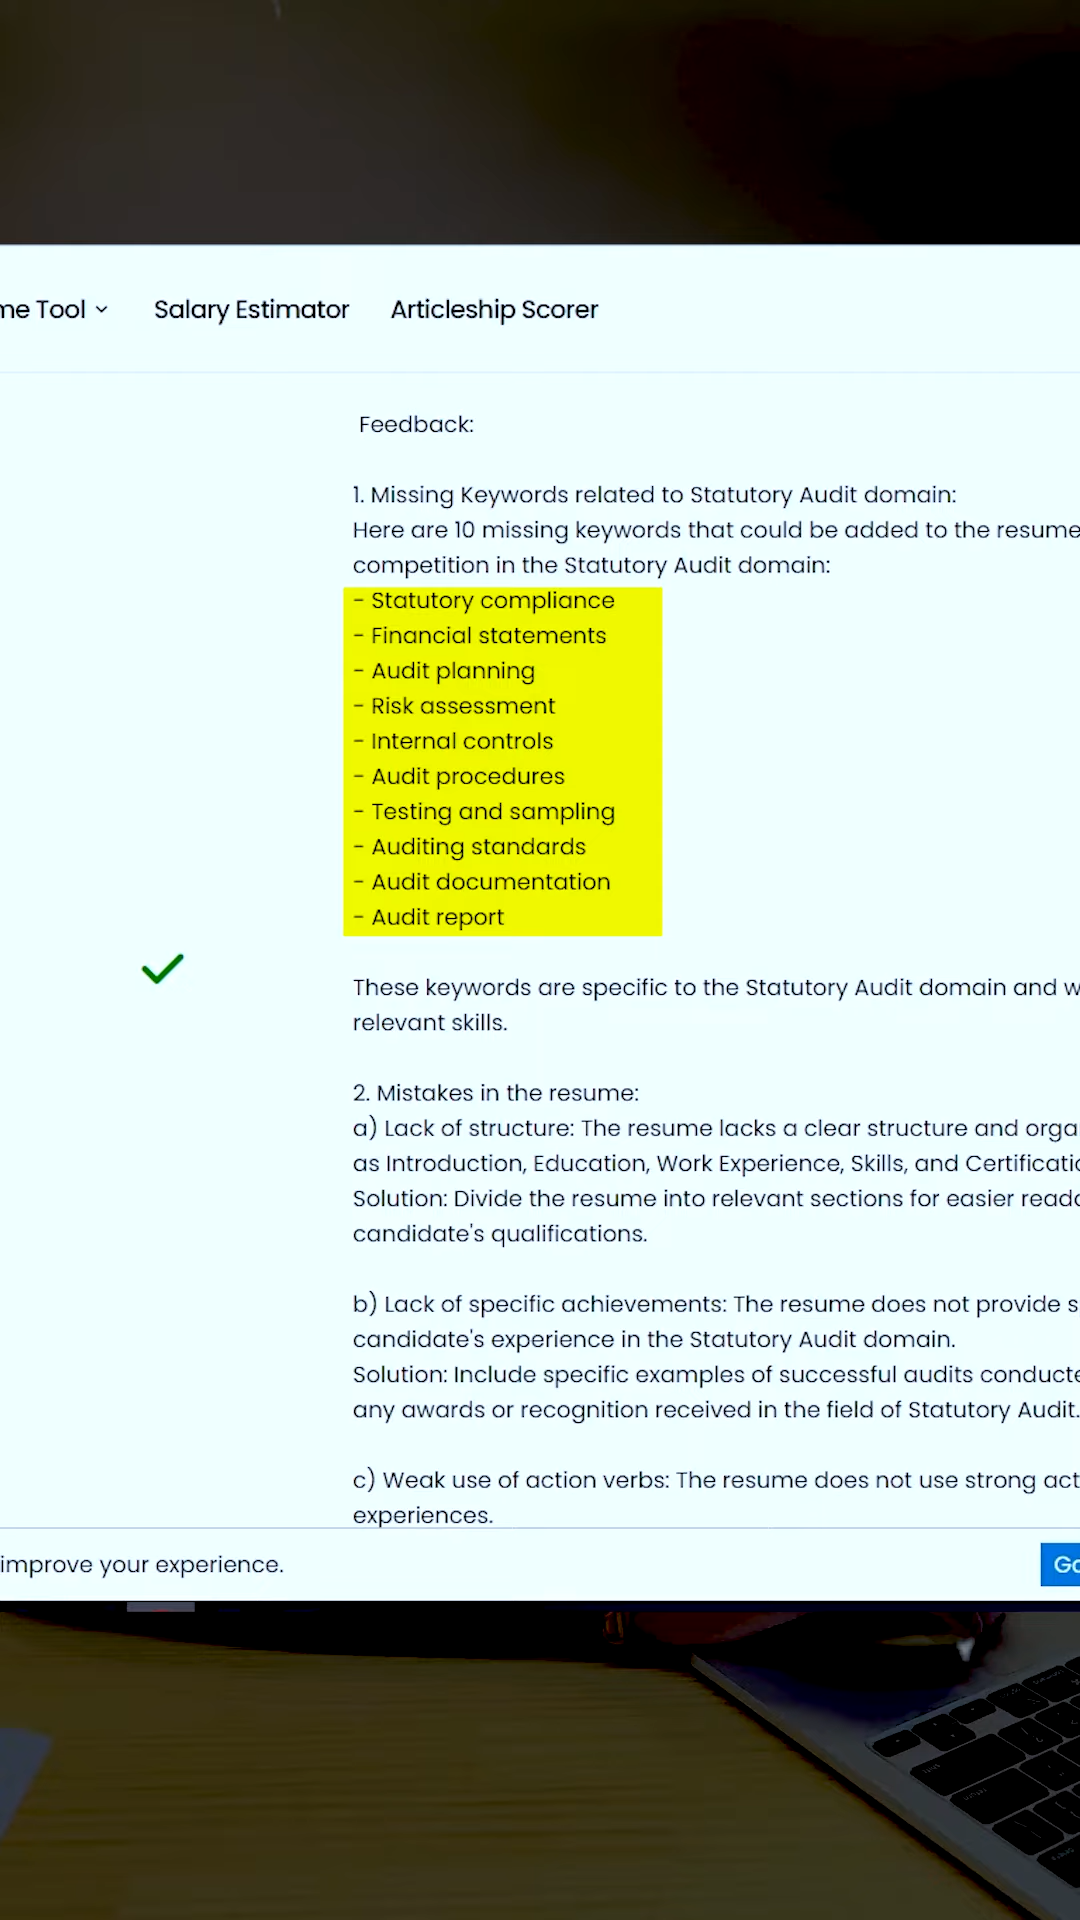 Tool Salary Estimator Articleship Scorer
Feedback:
1. Missing Keywords related to Statutory Audit domain:
Here are 10 missing keywords that could be added to the resume
competition in the Statutory Audit domain:
- Statutory compliance
- Financial statements
- Audit planning
- Risk assessment
- Internal controls
- Audit procedures
- Testing and sampling
- Auditing standards
- Audit documentation
- Audit report
These keywords are specific to the Statutory Audit domain and
relevant skills.
2. Mistakes in the resume:
a) Lack of structure: The resume lacks a clear structure and
as Introduction, Education, Work Experience, Skills, and
Solution: Divide the resume into relevant sections for easier
candidate's qualifications.
b) Lack of specific achievements: The resume does not provide
candidate's experience in the Statutory Audit domain.
Solution: Include specific examples of successful audits
any awards or recognition received in the field of Statutory Audit.
c) Weak use of action verbs: The resume does not use strong
experiences.
improve your experience.